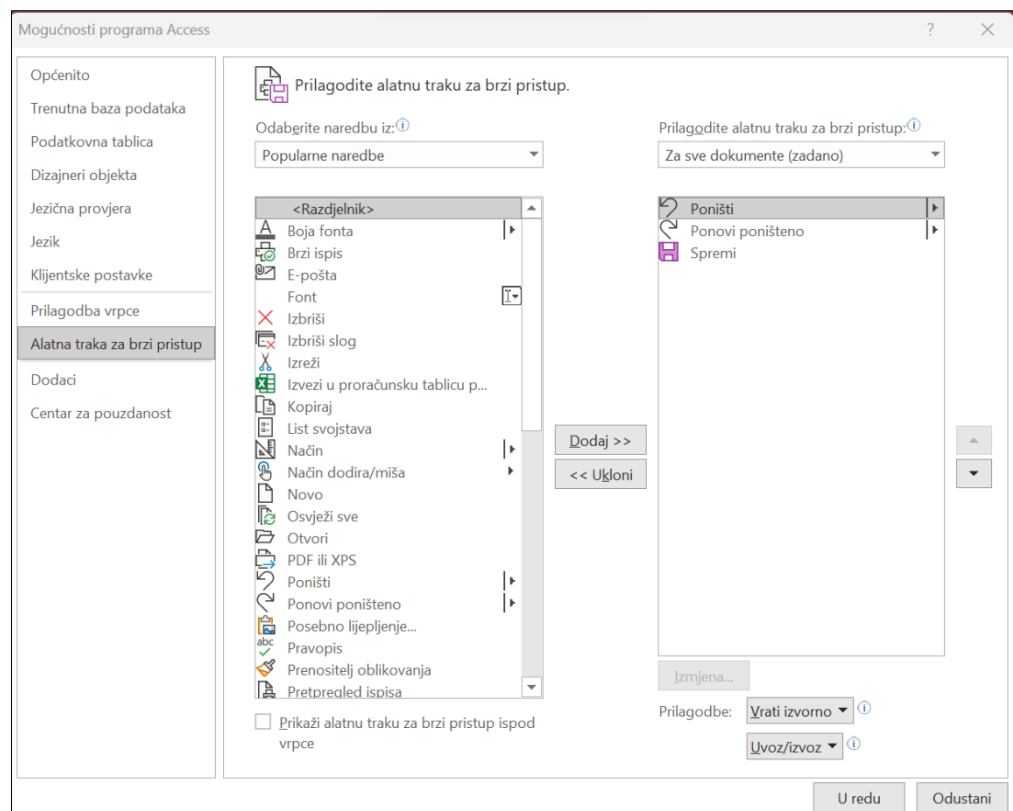 Mogućnosti programa Access
?
Općenito
Trenutna baza podataka
Podatkovna tablica
Dizajneri objekta
Jezična provjera
Jezik
Klijentske postavke
Prilagodba vrpce
Alatna traka za brzi pristup
Dodaci
Centar za pouzdanost
Prilagodite alatnu traku za brzi pristup.
Odaberite naredbu iz:
Popularne naredbe
<Razdjelnik>
Boja fonta
Brzi ispis
E-pošta
Font
Izbriši
Izbriši slog
Izreži
Izvezi u proračunsku tablicu p...
Kopiraj
List svojstava
Način
Način dodira/miša
Novo
Osvježi sve
Otvori
PDF ili XPS
Poništi
Ponovi poništeno
Posebno lijepljenje...
abc
Pravopis
Prenositelj oblikovanja
Pretpregled ispisa
Prikaži alatnu traku za brzi pristup ispod
vrpce
Dodaj >>
<< Ukloni
Prilagodite alatnu traku za brzi pristup:
Za sve dokumente (zadano)
Poništi
Ponovi poništeno
Spremi
Izmjena...
Prilagodbe:
Vrati izvorno
Uvoz/izvoz
U redu
Odustani